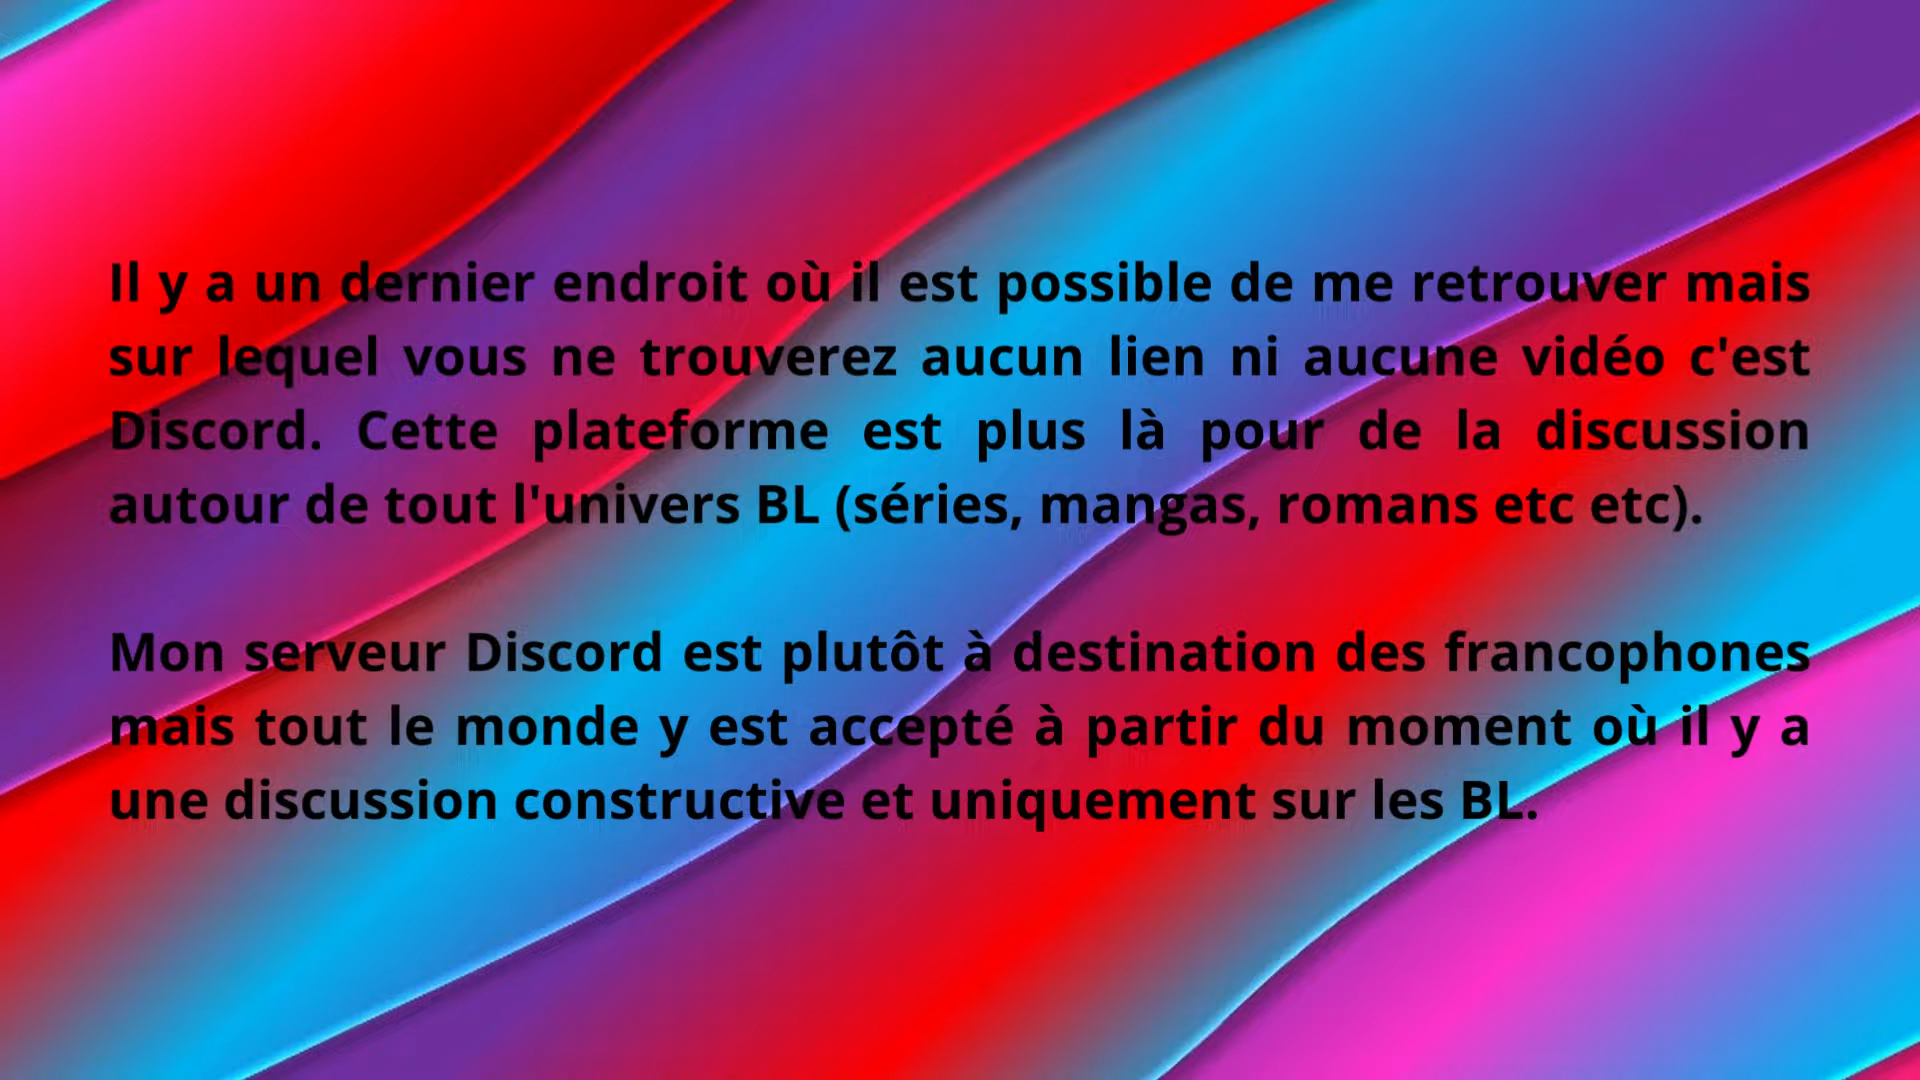 Il y a un dernier endroit où il est possible de me retrouver mais
sur lequel vous ne trouverez aucun lien ni aucune vidéo c'est
Discord. Cette plateforme est plus là pour de la discussion
autour de tout l'univers BL (séries, mangas, romans etc etc).
Mon serveur Discord est plutôt à destination des francophones
mais tout le monde y est accepté à partir du moment où il y a
une discussion constructive et uniquement sur les BL.